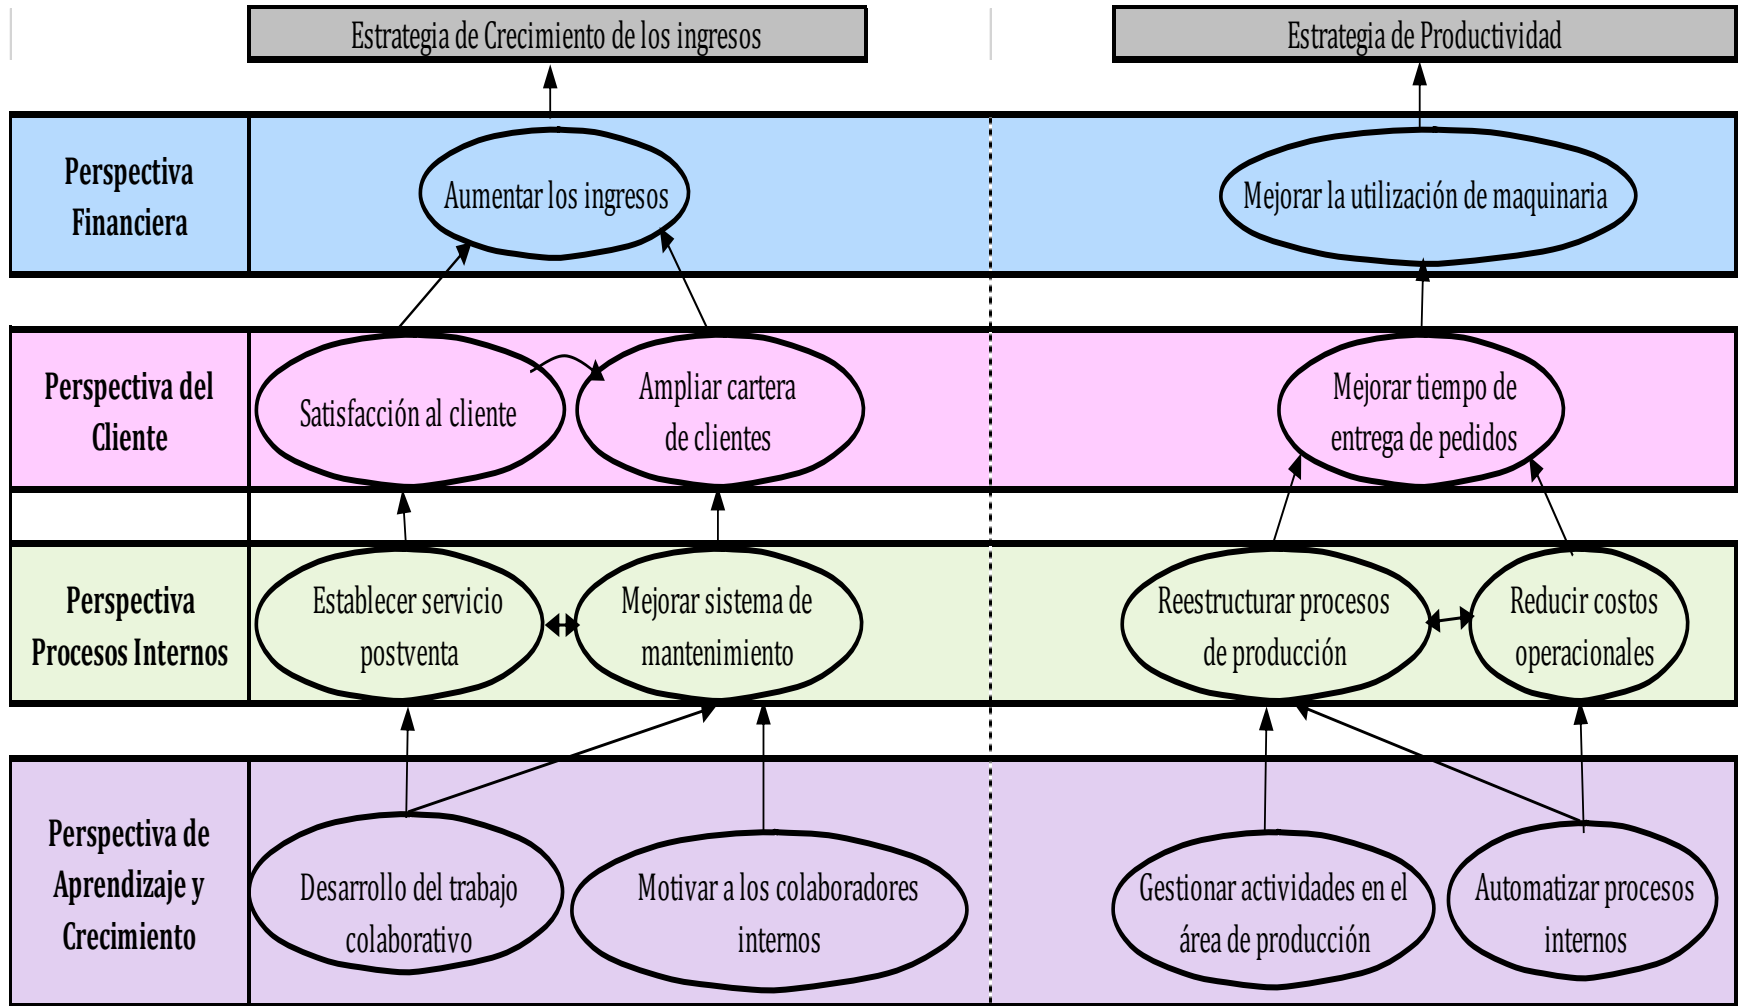 Estrategia de Crecimiento de los ingresos
Estrategia de Productividad
Perspectiva
Financiera
Aumentar los ingresos
Mejorar la utilización de maquinaria
Perspectiva del
Cliente
Satisfacción al cliente
Ampliar cartera
de clientes
Mejorar tiempo de
entrega de pedidos
Perspectiva
Procesos Internos
Establecer servicio
postventa
Mejorar sistema de
mantenimiento
Reestructurar procesos
de producción
Reducir costos
operacionales
Perspectiva de
Aprendizaje y
Crecimiento
Desarrollo del trabajo
colaborativo
Motivar a los colaboradores
internos
Gestionar actividades en el
área de producción
Automatizar procesos
internos